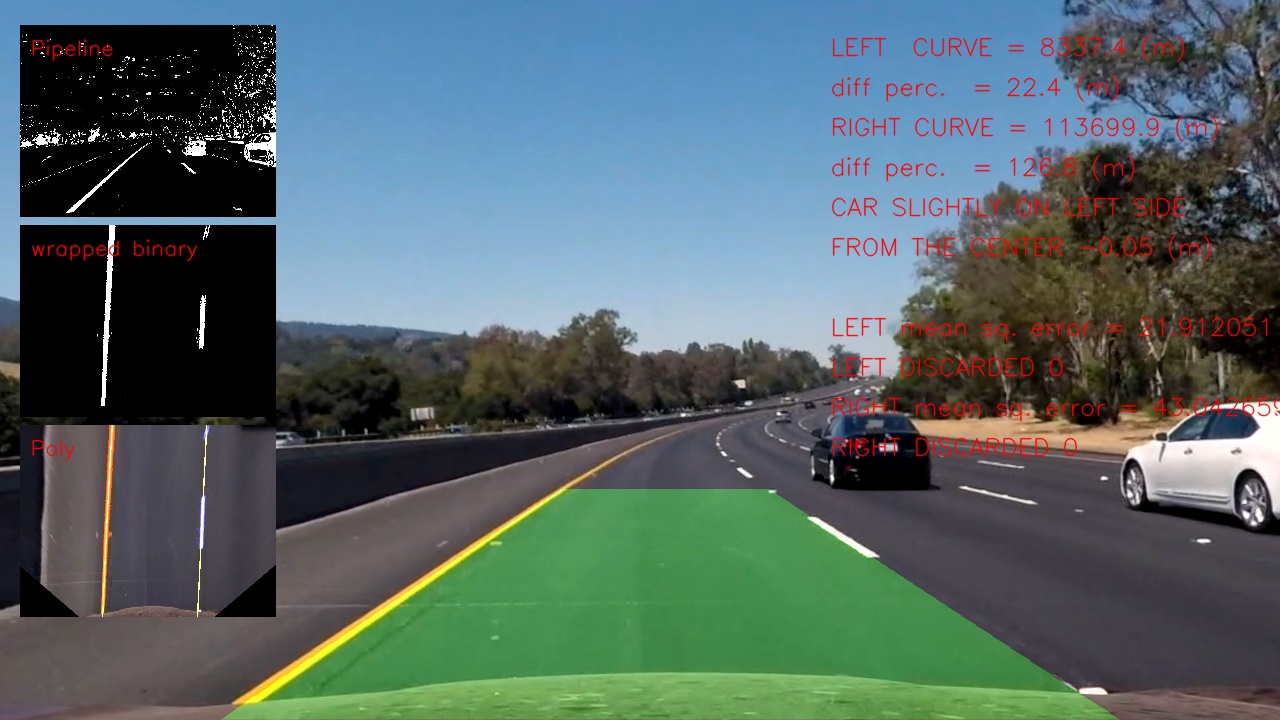 Pipeline
wrapped binary
Poly
LEFT CURVE = 8337.4 (m)
diff perc. = 22.4 (m)
RIGHT CURVE = 113699.9 (m)
diff perc. = 126.8 (m)
CAR SLIGHTLY ON LEFT SIDE
FROM THE CENTER -0.05 (m)
LEFT mean sq. error = 21.912051
LEFT DISCARDED 0
RIGHT mean sq. error = 43.042659
RIGHT DISCARDED 0